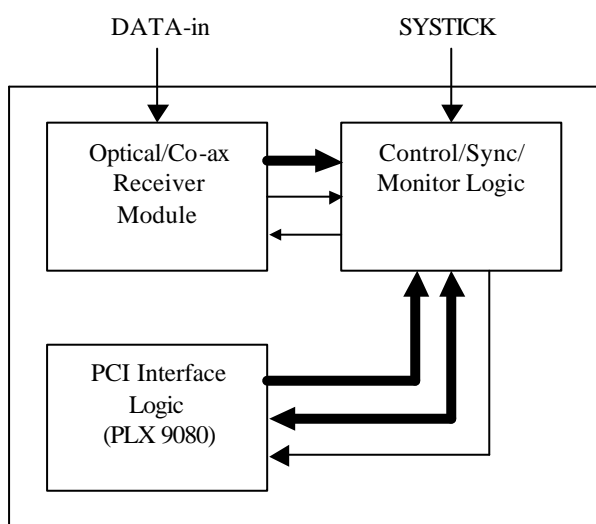 DATA-in
SYSTICK
Optical/Co-ax
Receiver
Module
Control/Sync/
Monitor Logic
PCI Interface
Logic
(PLX 9080)